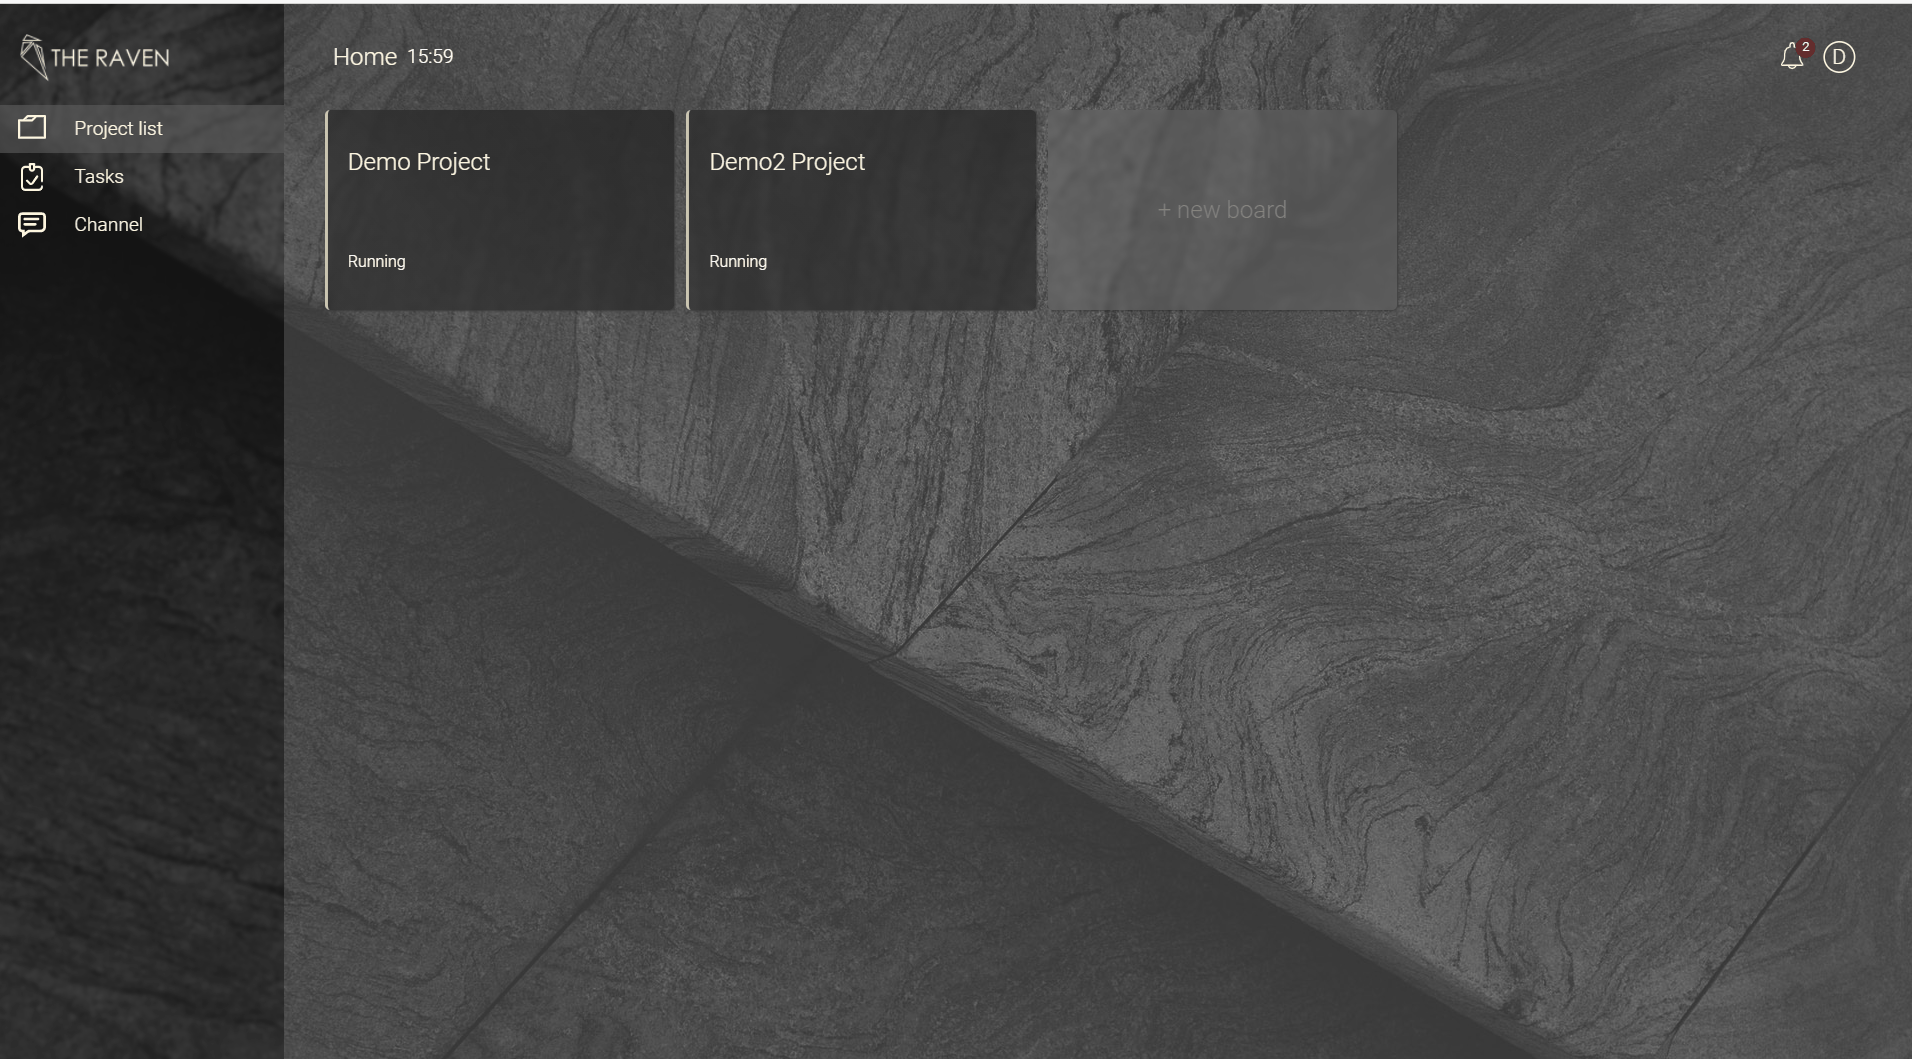 THE RAVEN
Home 15:59
2
D
Project list
Tasks
Channel
Demo Project
Running
Demo2 Project
Running
+ new board